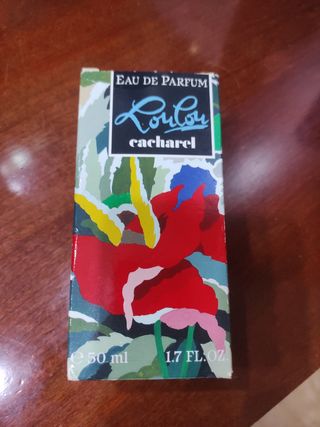 EAU DE PARFUM
Loulou
cacharel
℮ 50 ml 1.7 FL.OZ.